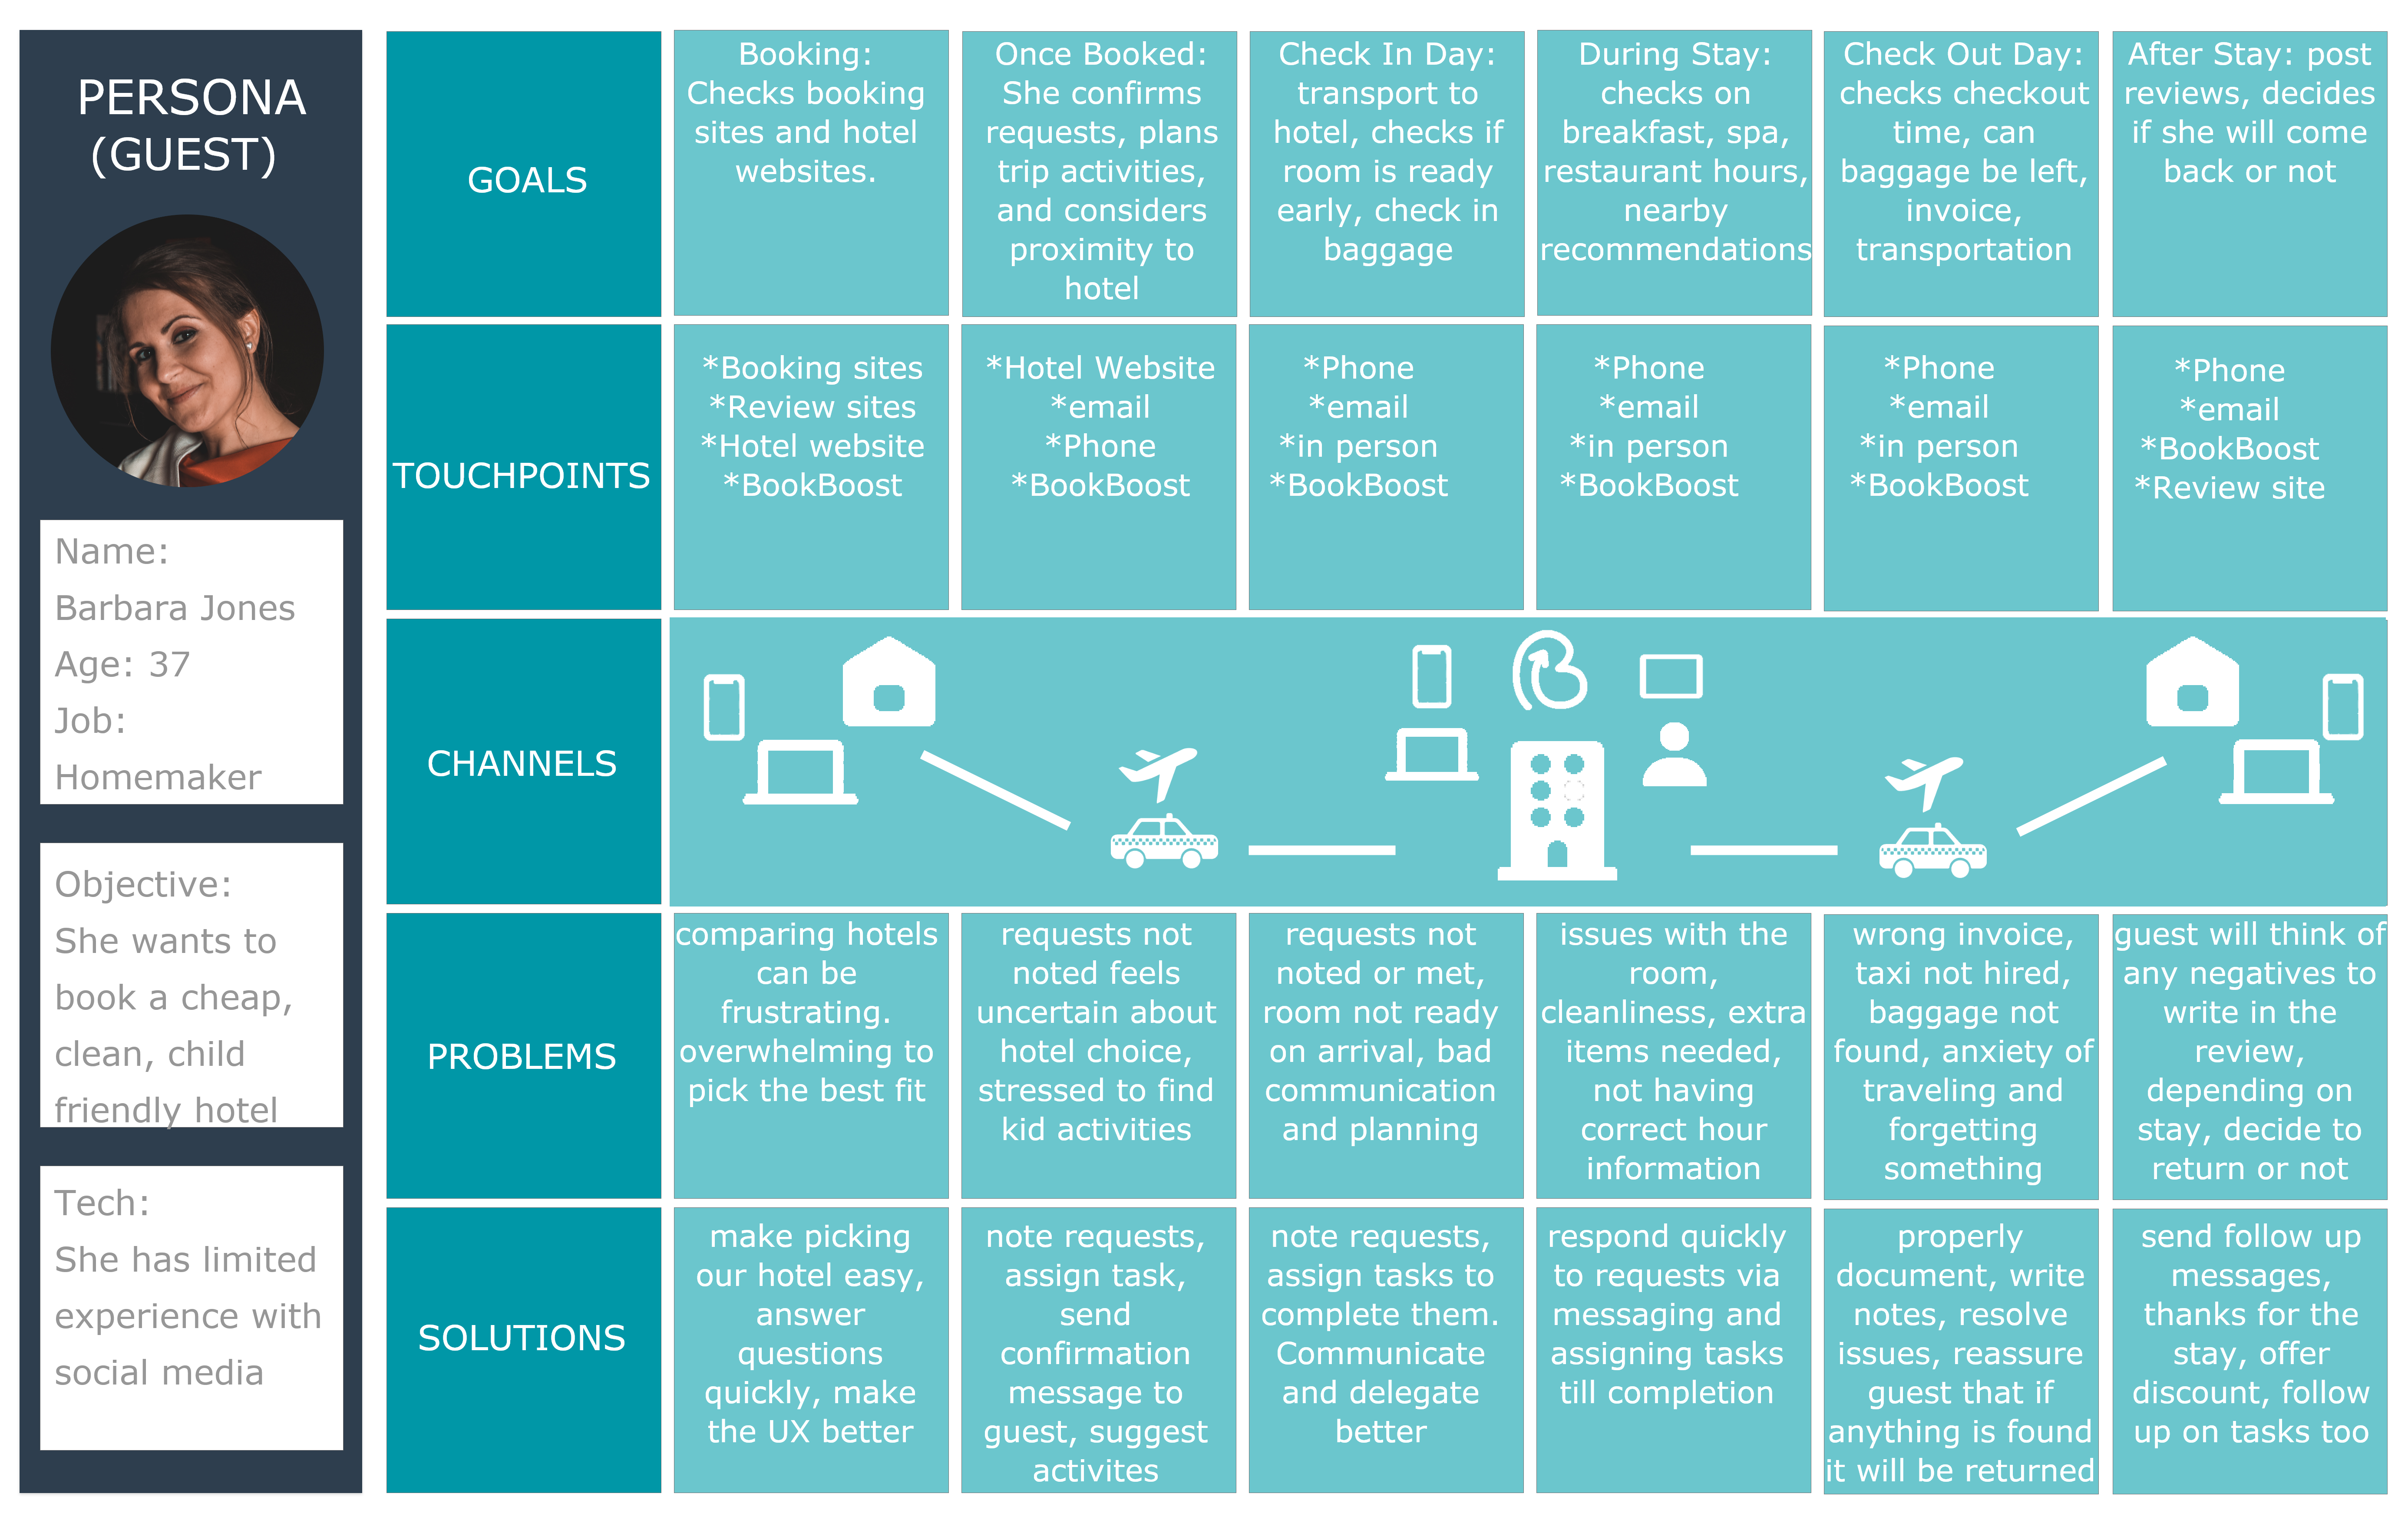 PERSONA
(GUEST)
Name:
Barbara Jones
Age: 37
Job:
Homemaker
Objective:
She wants to
book a cheap,
clean, child
friendly hotel
Tech:
She has limited
experience with
social media
GOALS
Booking:
Checks booking
sites and hotel
websites.
Once Booked:
She confirms
requests, plans
trip activities,
and considers
proximity to
hotel
Check In Day:
transport to
hotel, checks if
room is ready
early, check in
baggage
During Stay:
checks on
breakfast, spa,
restaurant hours,
nearby
recommendations
Check Out Day:
checks checkout
time, can
baggage be left,
invoice,
transportation
After Stay: post
reviews, decides
if she will come
back or not
TOUCHPOINTS
*Booking sites
*Review sites
*Hotel website
*BookBoost
*Hotel Website
*email
*Phone
*BookBoost
*Phone
*email
*in person
*BookBoost
*Phone
*email
*in person
*BookBoost
*Phone
*email
*in person
*BookBoost
*Phone
*email
*BookBoost
*Review site
CHANNELS
PROBLEMS
comparing hotels
can be
frustrating.
overwhelming to
pick the best fit
requests not
noted feels
uncertain about
hotel choice,
stressed to find
kid activities
requests not
noted or met,
room not ready
on arrival, bad
communication
and planning
issues with the
room,
cleanliness, extra
items needed,
not having
correct hour
information
wrong invoice,
taxi not hired,
baggage not
found, anxiety of
traveling and
forgetting
something
guest will think of
any negatives to
write in the
review,
depending on
stay, decide to
return or not
SOLUTIONS
make picking
our hotel easy,
answer
questions
quickly, make
the UX better
note requests,
assign task,
send
confirmation
message to
guest, suggest
activites
note requests,
assign tasks to
complete them.
Communicate
and delegate
better
respond quickly
to requests via
messaging and
assigning tasks
till completion
properly
document, write
notes, resolve
issues, reassure
guest that if
anything is found
it will be returned
send follow up
messages,
thanks for the
stay, offer
discount, follow
up on tasks too